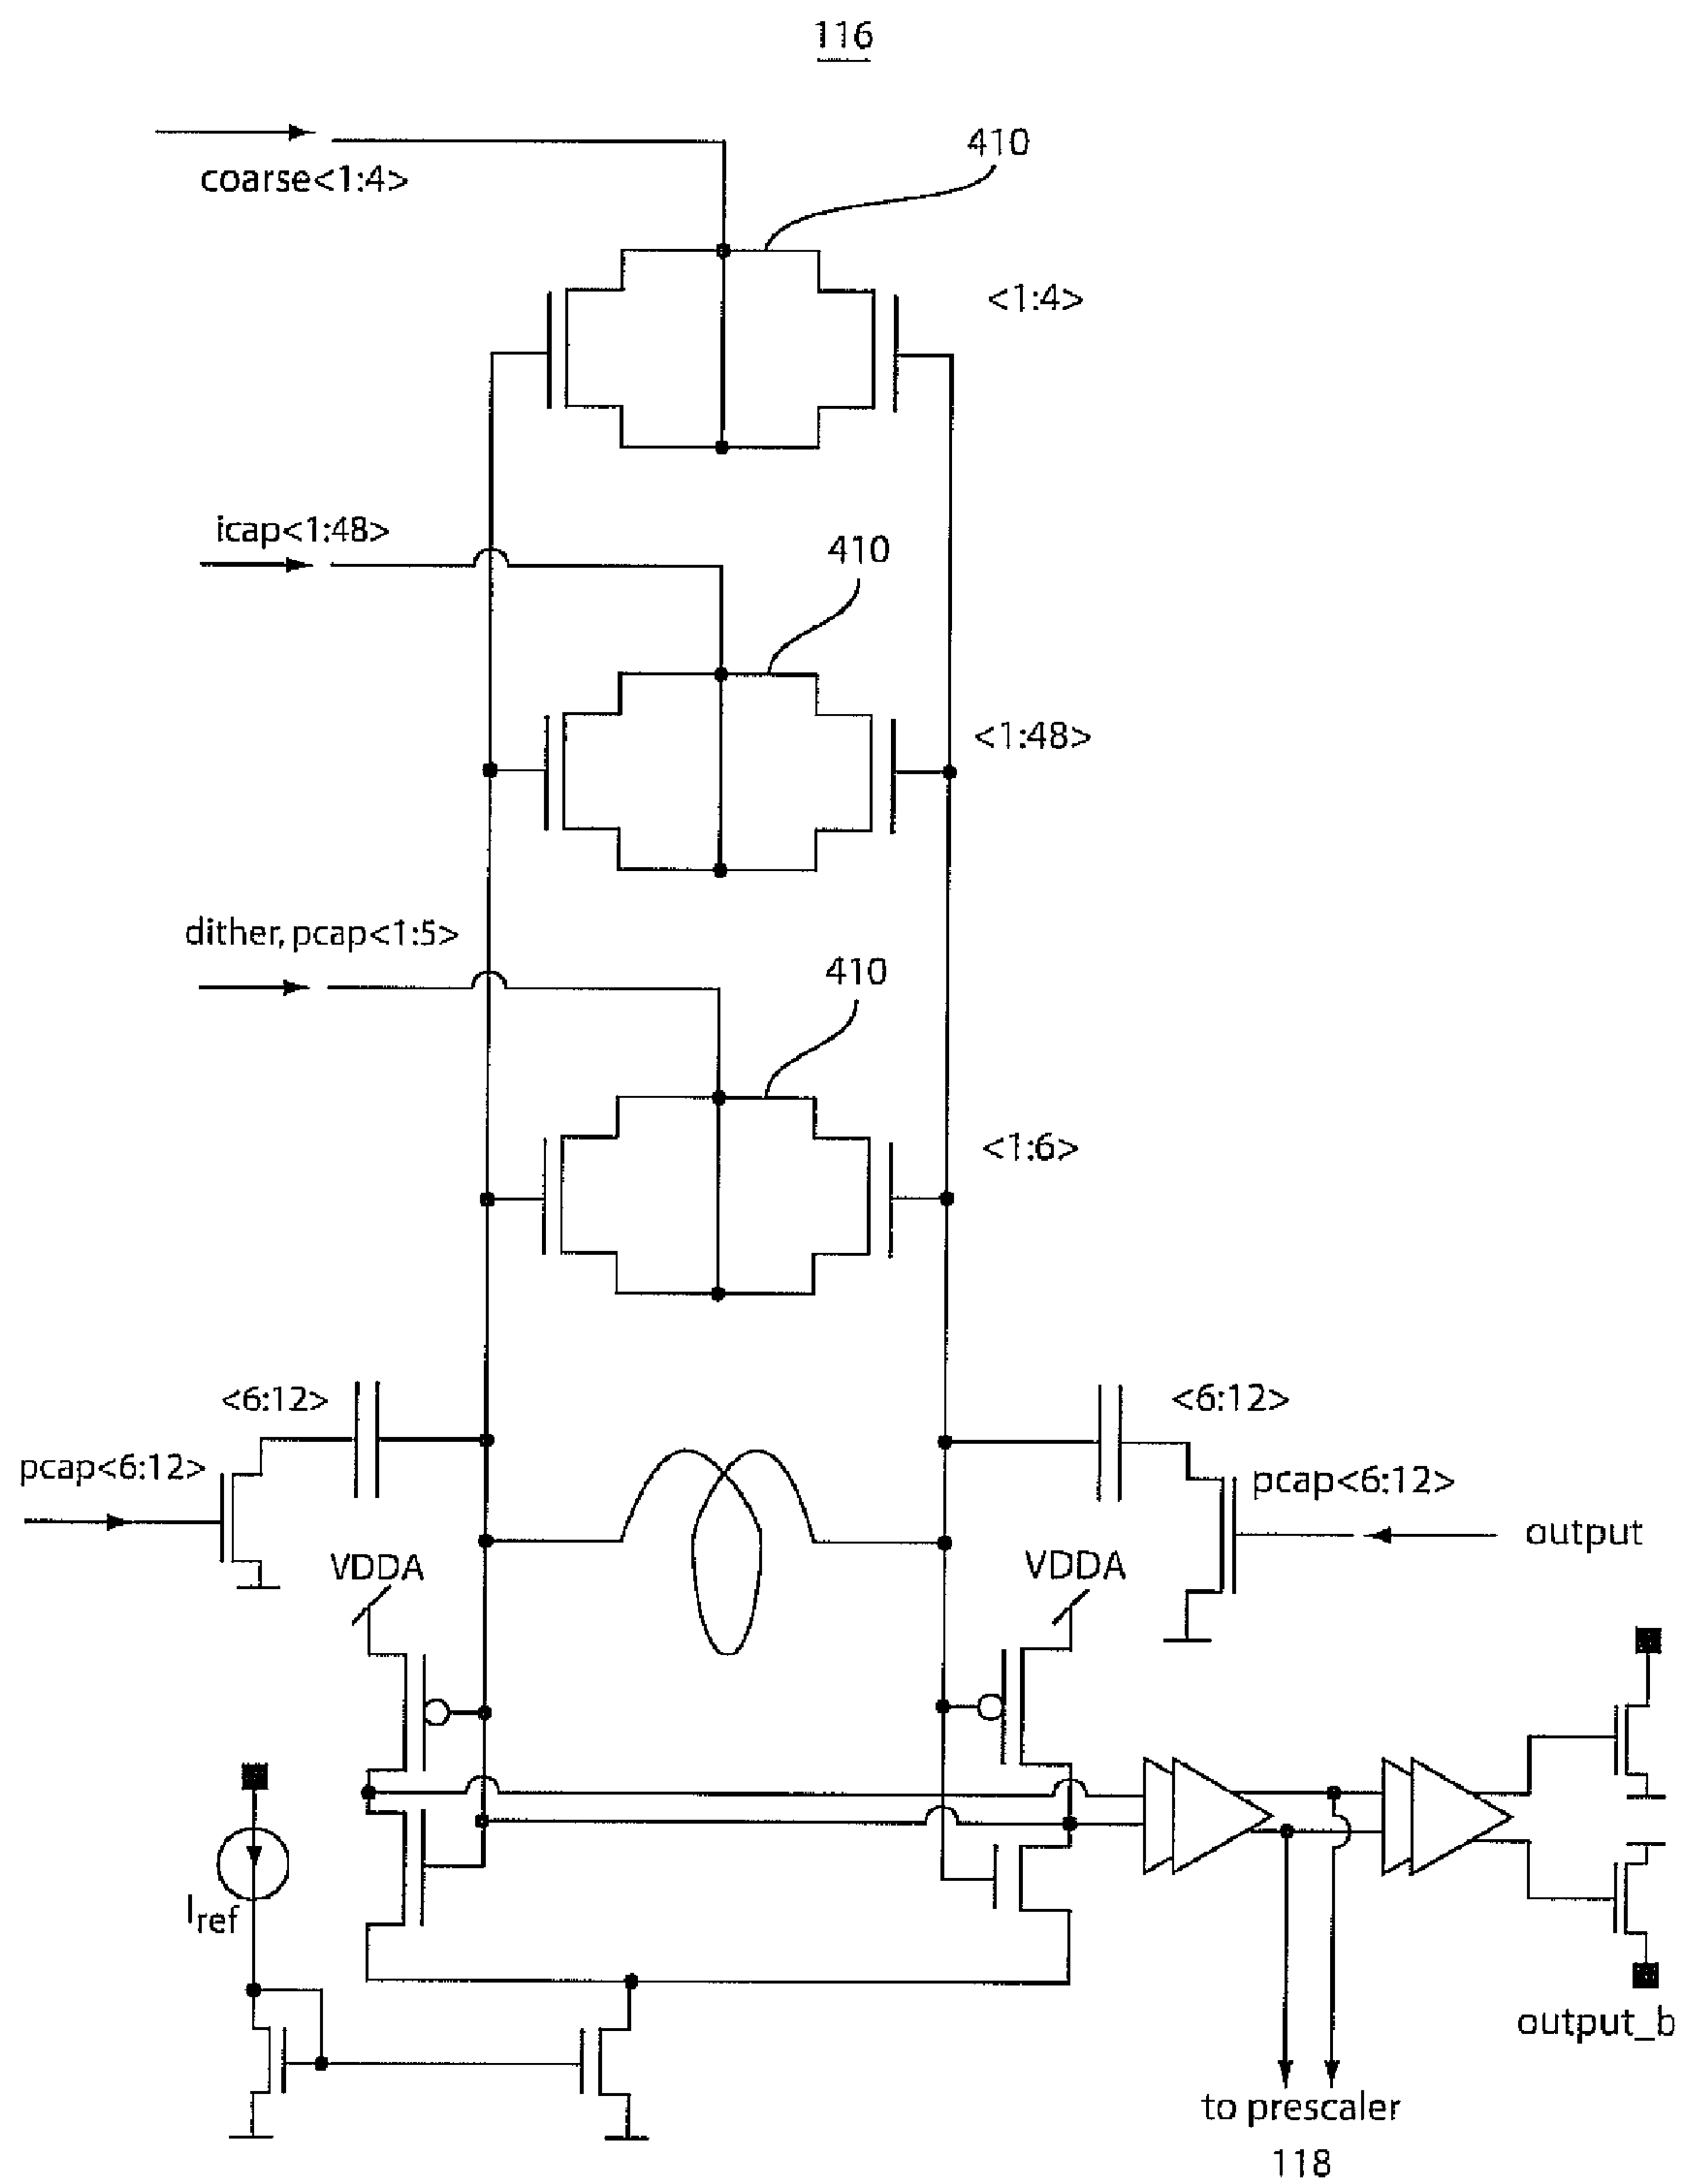 116
coarse<1:4>
410
<1:4>
icap<1:48>
410
<1:48>
dither, pcap<1:5>
410
<1:6>
<6:12>
<6:12>
pcap<6:12>
pcap<6:12>
output
VDDA
VDDA
Iref
output_b
to prescaler
118